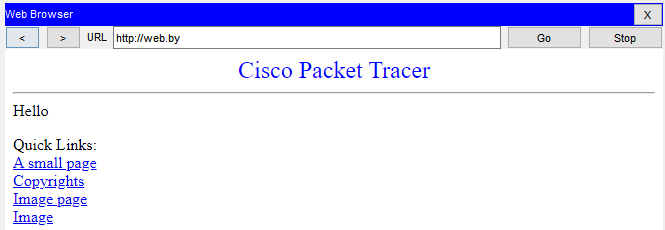 Web Browser X
< > URL http://web.by Go Stop
Cisco Packet Tracer
Hello
Quick Links:
A small page
Copyrights
Image page
Image